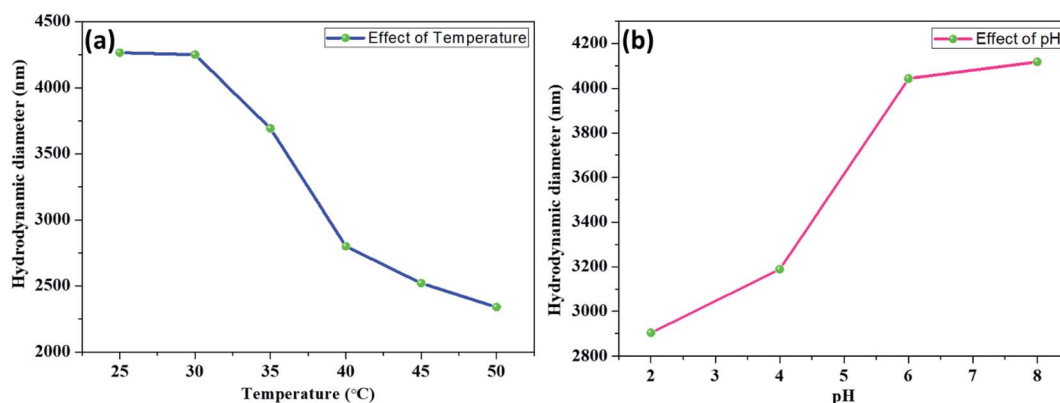 (a)
Effect of Temperature
Hydrodynamic diameter (nm)
4500
4000
3500
3000
2500
2000
25 30 35 40 45 50
Temperature (°C)
(b)
Effect of pH
Hydrodynamic diameter (nm)
4200
4000
3800
3600
3400
3200
3000
2800
2 3 4 5 6 7 8
pH